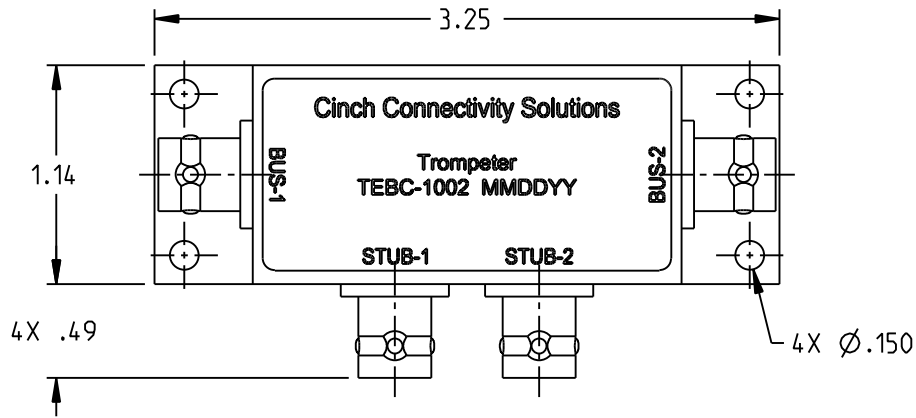 3.25
Cinch Connectivity Solutions
1.14
BUS-1
Trompeter
TEBC-1002 MMDDYY
BUS-2
STUB-1 STUB-2
4X .49
4X Ø.150